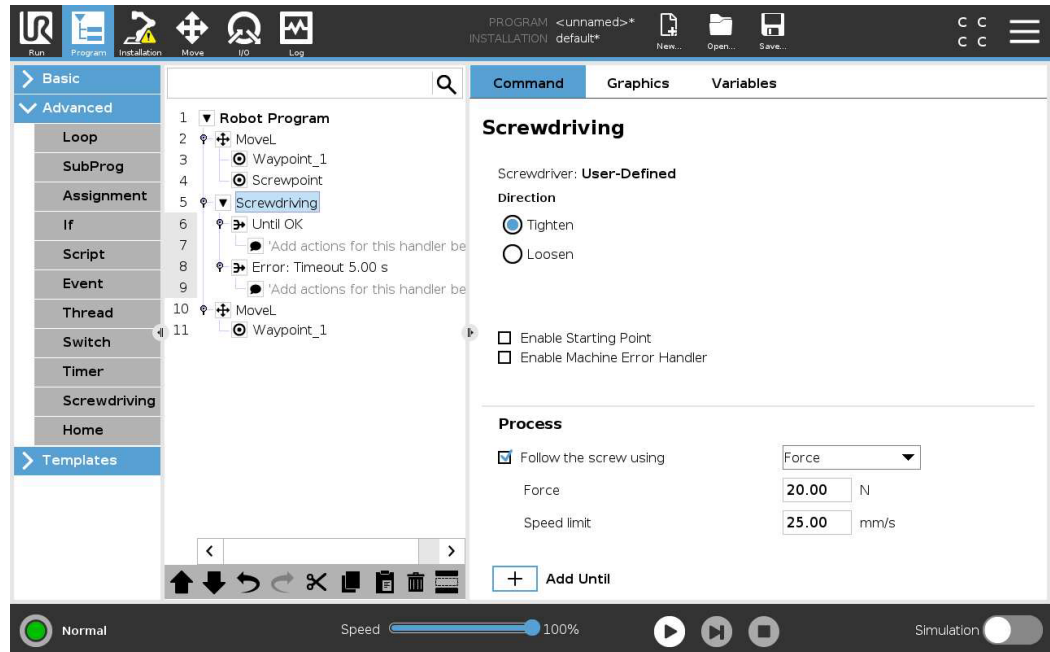 PROGRAM <unnamed>*
INSTALLATION default*
Run
Program
Installation
Move
I/O
Log
New...
Open...
Save...
C C
C C
Basic
Advanced
Loop
SubProg
Assignment
If
Script
Event
Thread
Switch
Timer
Screwdriving
Home
Templates
1 Robot Program
2 MoveL
3 Waypoint_1
4 Screwpoint
5 Screwdriving
6 Until OK
7 'Add actions for this handler be
8 Error: Timeout 5.00 s
9 'Add actions for this handler be
10 MoveL
11 Waypoint_1
Command Graphics Variables
Screwdriving
Screwdriver: User-Defined
Direction
Tighten
Loosen
Enable Starting Point
Enable Machine Error Handler
Process
Follow the screw using Force
Force 20.00 N
Speed limit 25.00 mm/s
+ Add Until
Normal
Speed 100%
Simulation